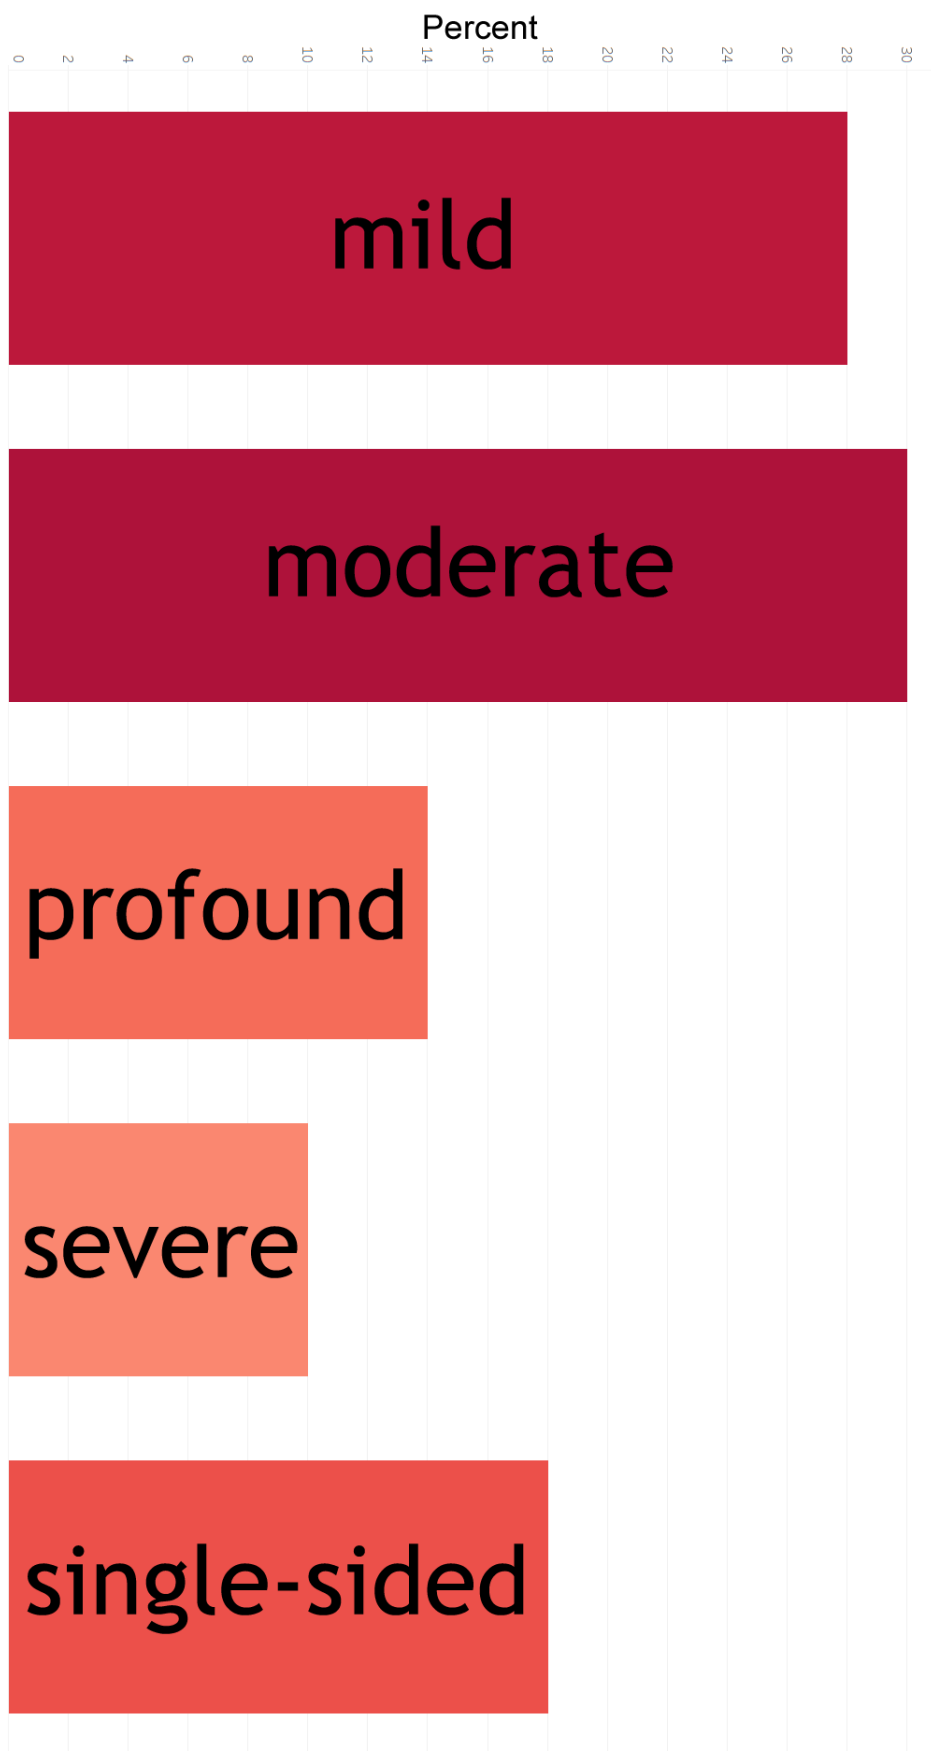 Percent
0 2 4 6 8 10 12 14 16 18 20 22 24 26 28 30
mild
moderate
profound
severe
single-sided